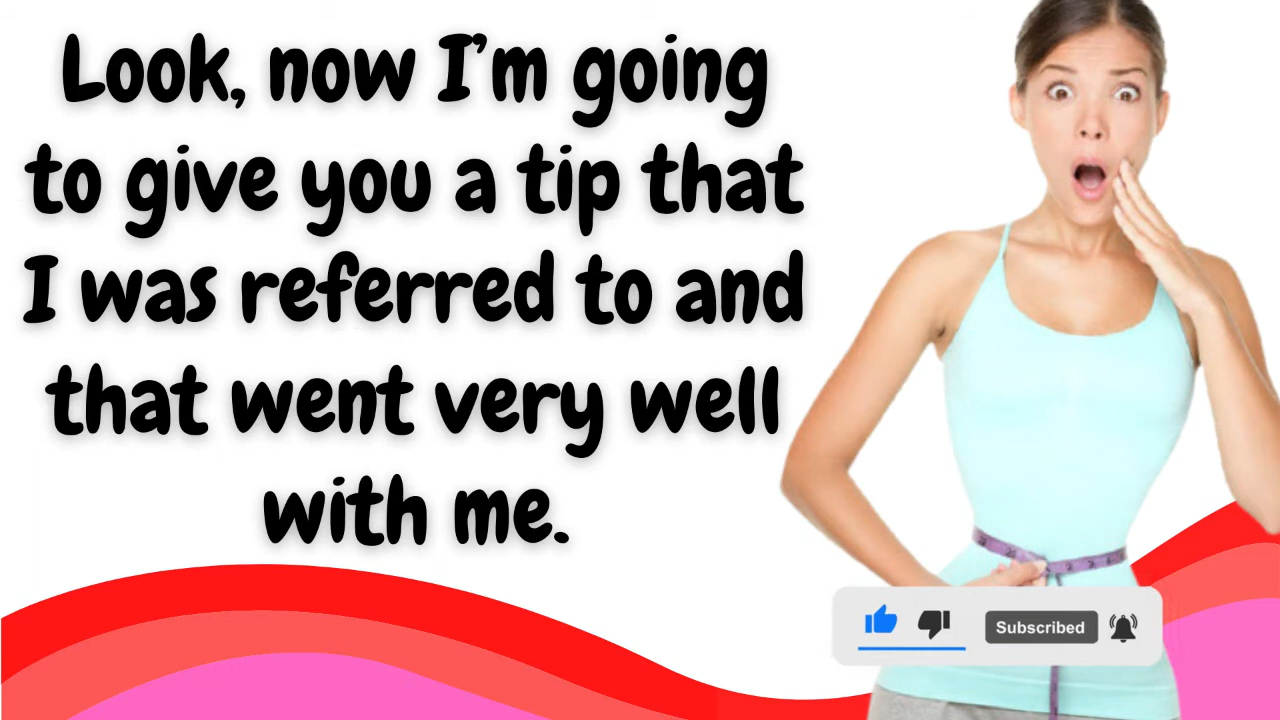 Look, now I’m going
to give you a tip that
I was referred to and
that went very well
with me.
Subscribed